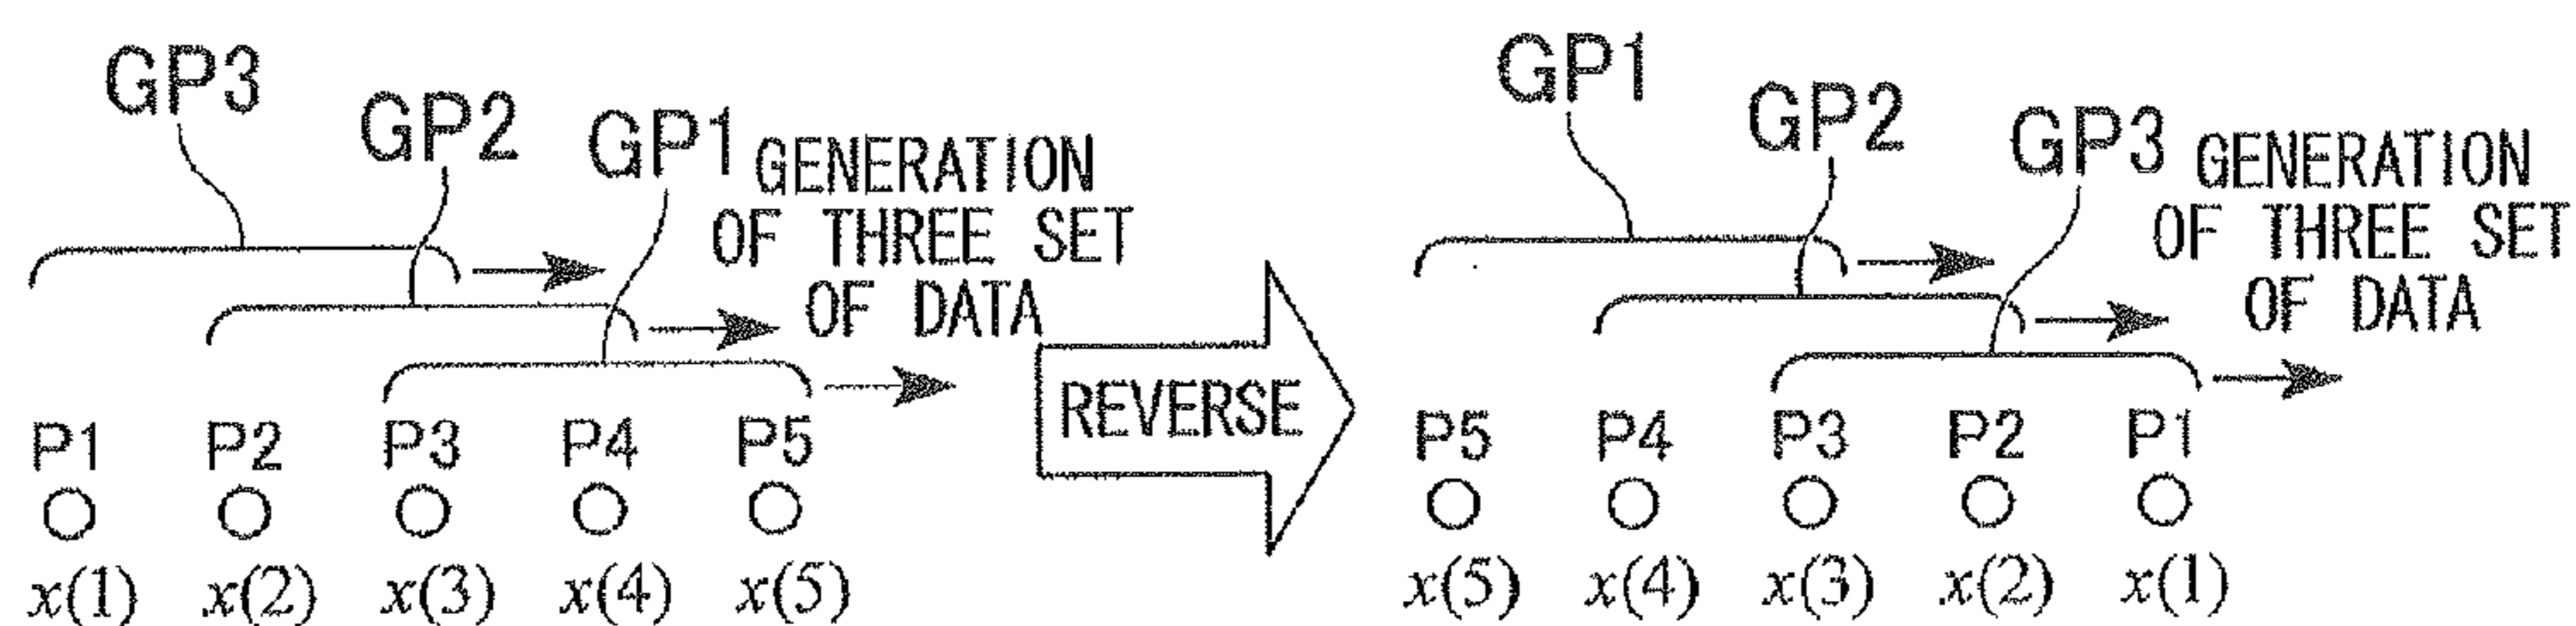 GP3
GP2
GP1
GENERATION
OF THREE SET
OF DATA
P1 P2 P3 P4 P5
x(1) x(2) x(3) x(4) x(5)
REVERSE
GP1
GP2
GP3
GENERATION
OF THREE SET
OF DATA
P5 P4 P3 P2 P1
x(5) x(4) x(3) x(2) x(1)